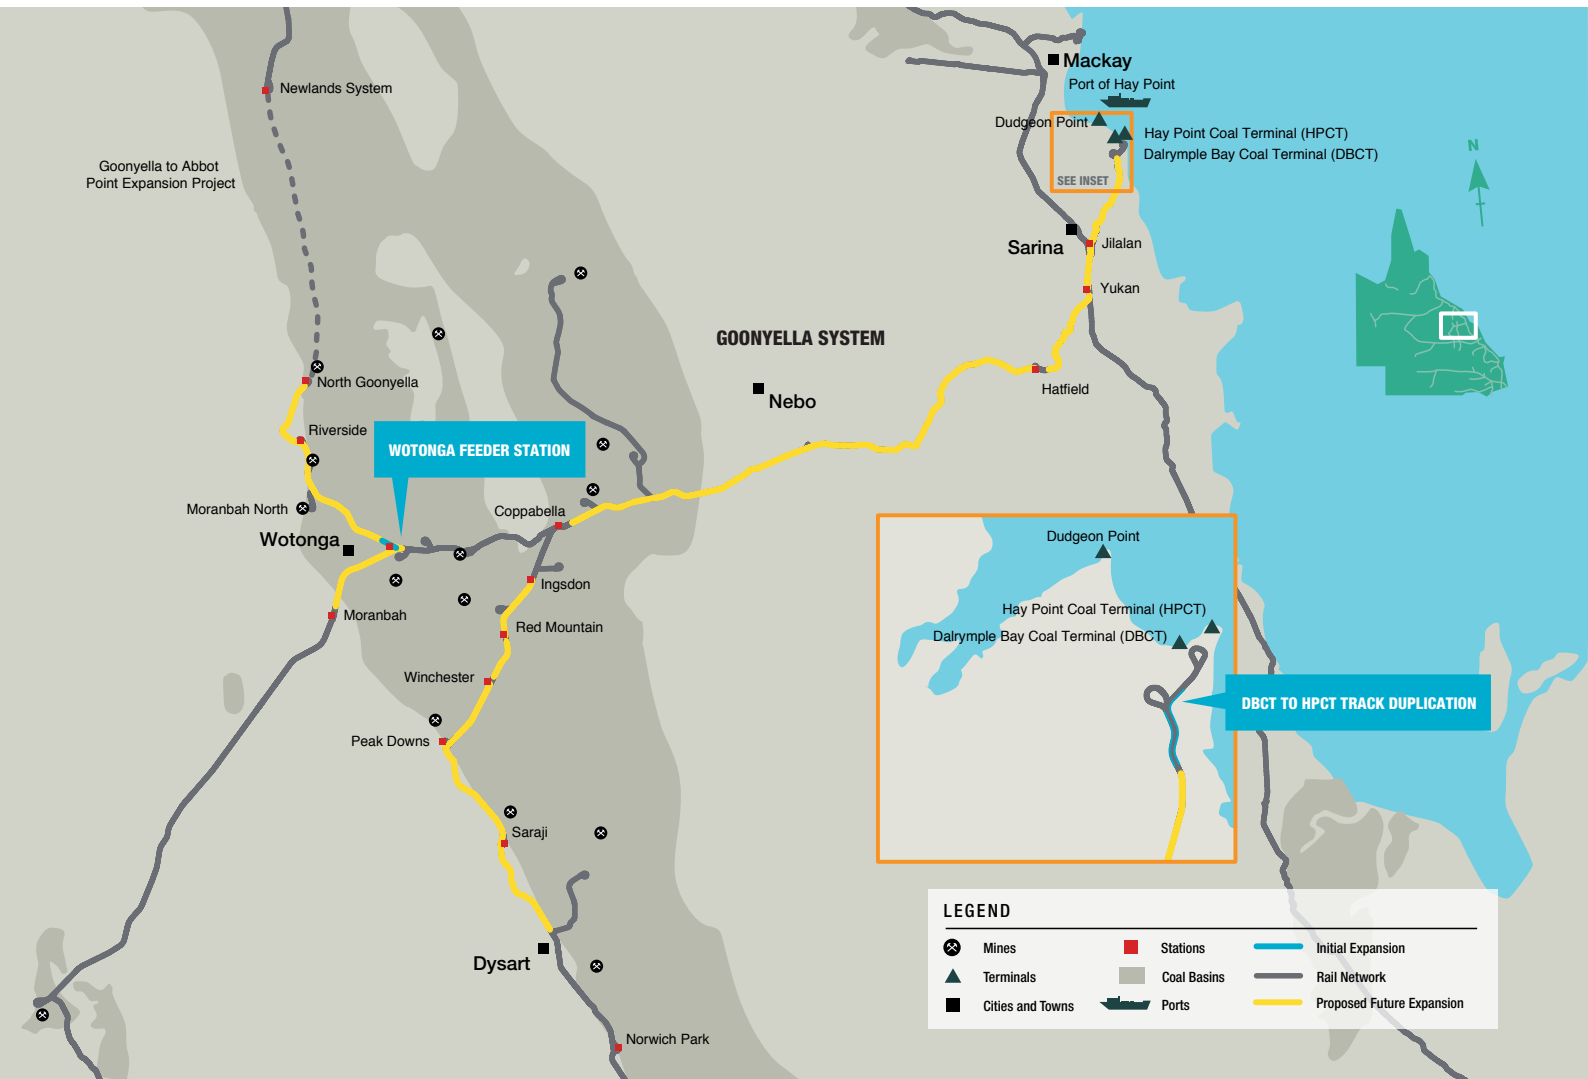 Mackay
Port of Hay Point
Newlands System
Dudgeon Point
Hay Point Coal Terminal (HPCT)
Dalrymple Bay Coal Terminal (DBCT)
N
Goonyella to Abbot
Point Expansion Project
SEE INSET
Sarina
Jilalan
Yukan
GOONYELLA SYSTEM
North Goonyella
Hatfield
Nebo
Riverside
WOTONGA FEEDER STATION
Moranbah North
Coppabella
Wotonga
Dudgeon Point
Ingsdon
Hay Point Coal Terminal (HPCT)
Moranbah
Red Mountain
Dalrymple Bay Coal Terminal (DBCT)
Winchester
DBCT TO HPCT TRACK DUPLICATION
Peak Downs
Saraji
Dysart
Norwich Park
LEGEND
Mines
Stations
Initial Expansion
Terminals
Coal Basins
Rail Network
Cities and Towns
Ports
Proposed Future Expansion